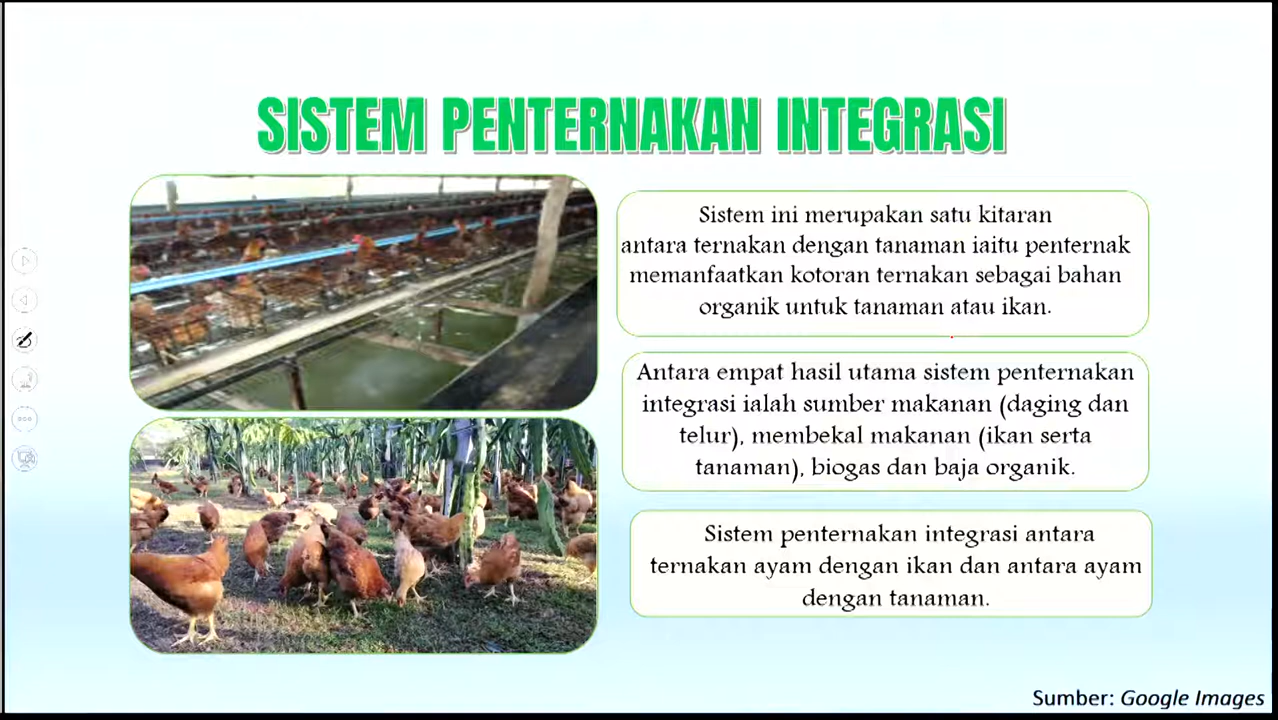 SISTEM PENTERNAKAN INTEGRASI
Sistem ini merupakan satu kitaran
antara ternakan dengan tanaman iaitu penternak
memanfaatkan kotoran ternakan sebagai bahan
organik untuk tanaman atau ikan.
Antara empat hasil utama sistem penternakan
integrasi ialah sumber makanan (daging dan
telur), membekal makanan (ikan serta
tanaman), biogas dan baja organik.
Sistem penternakan integrasi antara
ternakan ayam dengan ikan dan antara ayam
dengan tanaman.
Sumber: Google Images